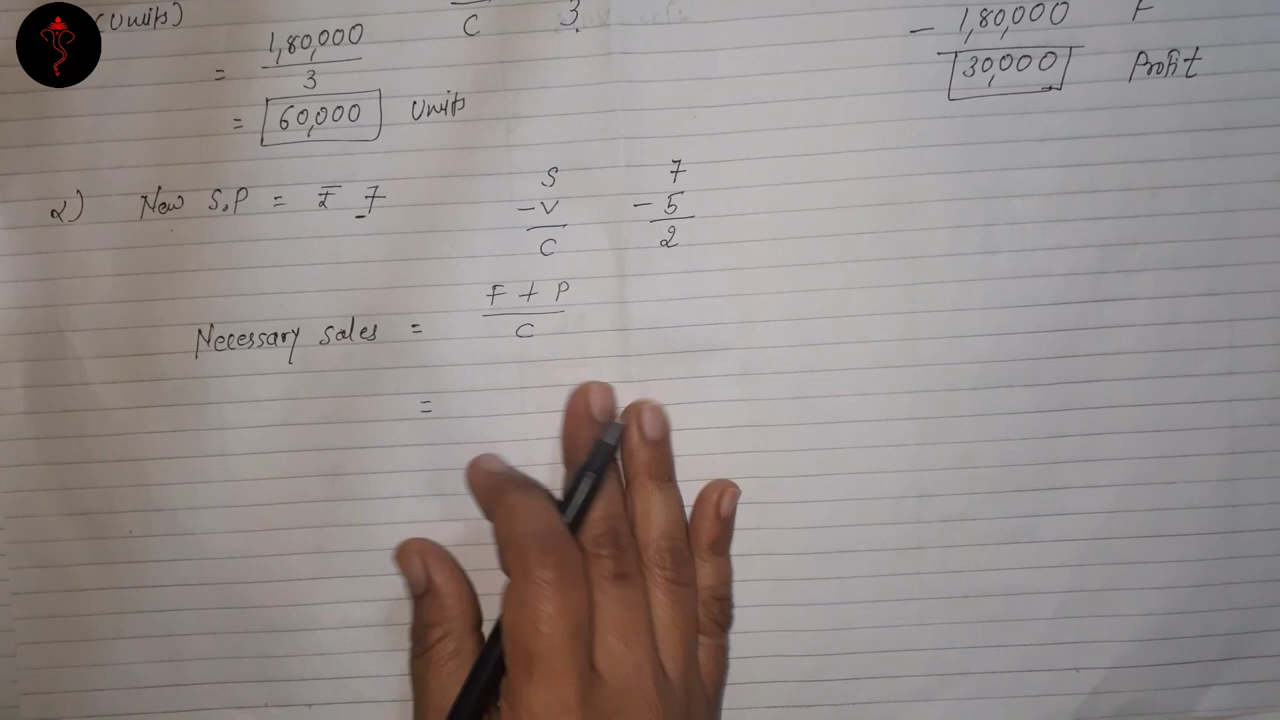 (Units) C 3
= 1,80,000 / 3
= 60,000 Units
- 1,80,000 F
30,000 Profit
2) New S.P = ₹ 7
S 7
- V - 5
C 2
Necessary sales = F + P / C
=